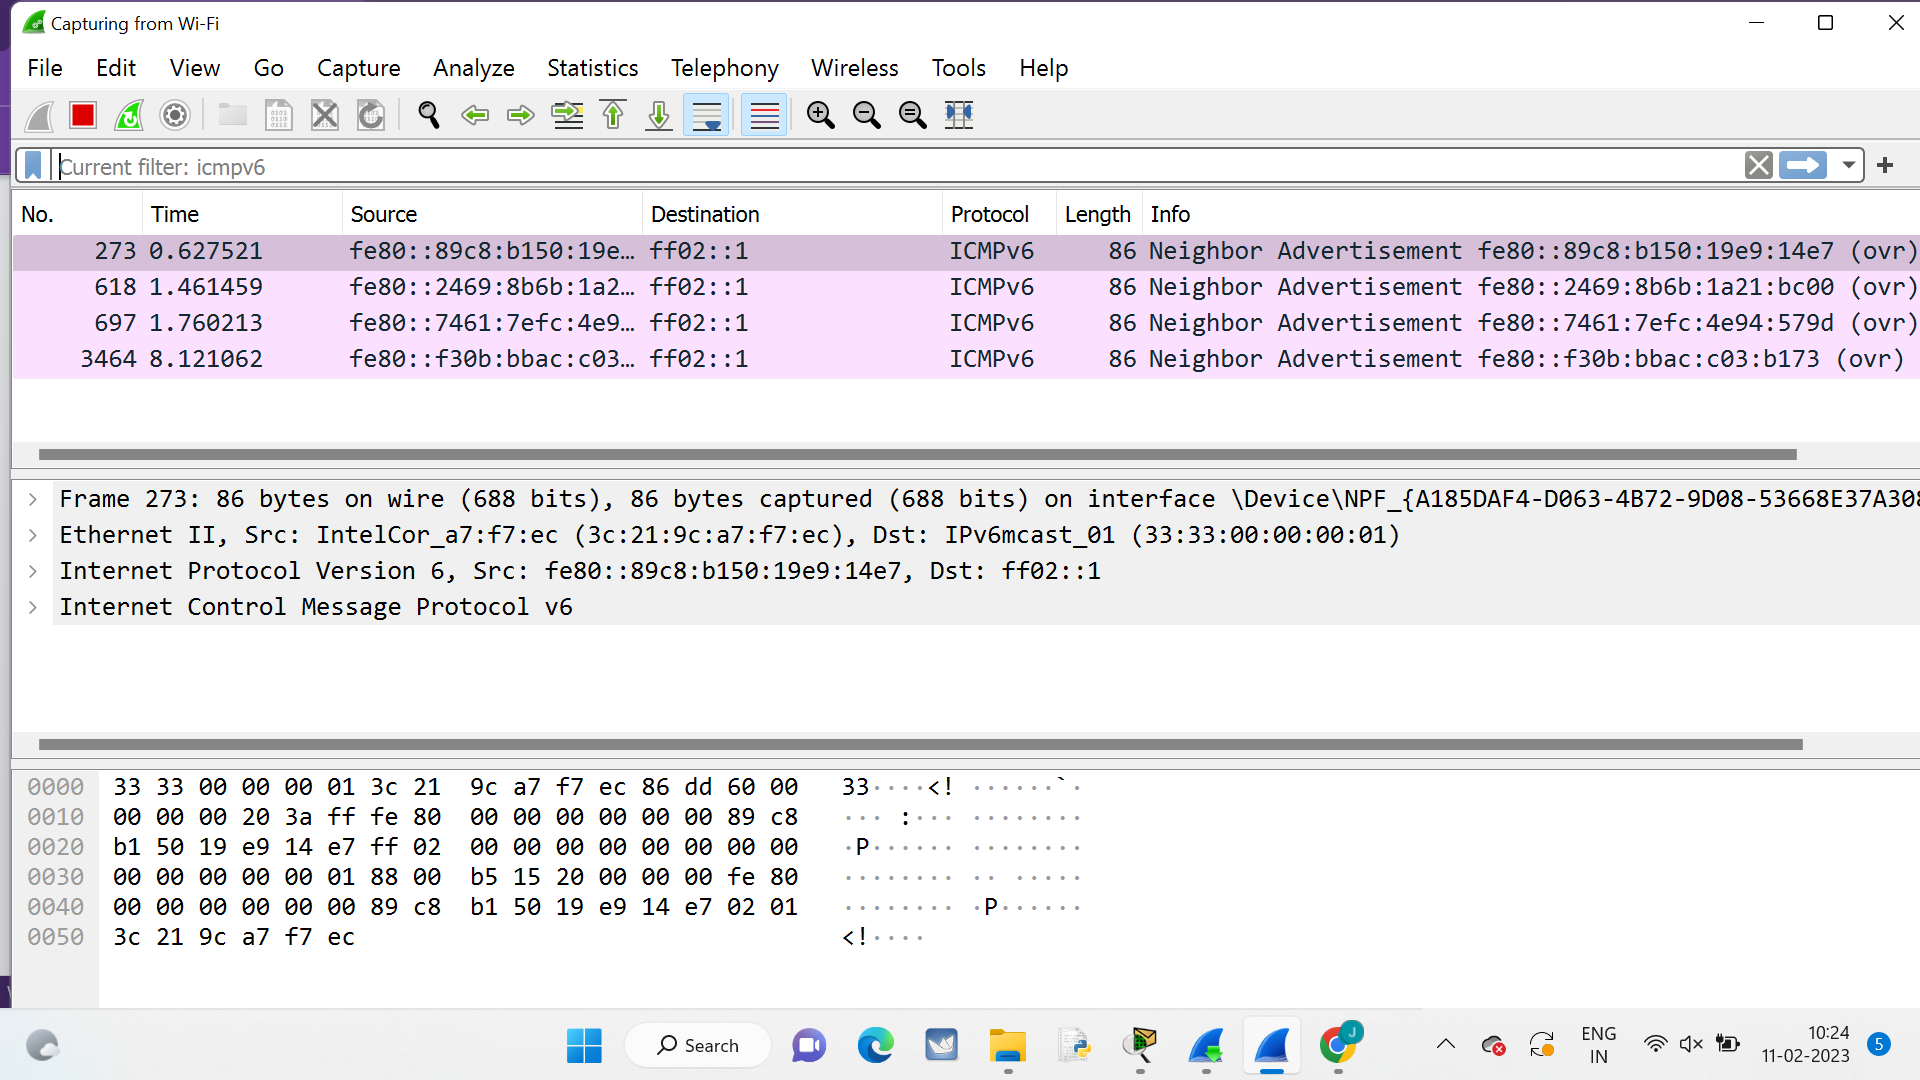 Capturing from Wi-Fi
File Edit View Go Capture Analyze Statistics Telephony Wireless Tools Help
Current filter: icmpv6
No. Time Source Destination Protocol Length Info
273 0.627521 fe80::89c8:b150:19e… ff02::1 ICMPv6 86 Neighbor Advertisement fe80::89c8:b150:19e9:14e7 (ovr)
618 1.461459 fe80::2469:8b6b:1a2… ff02::1 ICMPv6 86 Neighbor Advertisement fe80::2469:8b6b:1a21:bc00 (ovr)
697 1.760213 fe80::7461:7efc:4e9… ff02::1 ICMPv6 86 Neighbor Advertisement fe80::7461:7efc:4e94:579d (ovr)
3464 8.121062 fe80::f30b:bbac:c03… ff02::1 ICMPv6 86 Neighbor Advertisement fe80::f30b:bbac:c03:b173 (ovr)
Frame 273: 86 bytes on wire (688 bits), 86 bytes captured (688 bits) on interface \Device\NPF_{A185DAF4-D063-4B72-9D08-53668E37A308
Ethernet II, Src: IntelCor_a7:f7:ec (3c:21:9c:a7:f7:ec), Dst: IPv6mcast_01 (33:33:00:00:00:01)
Internet Protocol Version 6, Src: fe80::89c8:b150:19e9:14e7, Dst: ff02::1
Internet Control Message Protocol v6
0000 33 33 00 00 00 01 3c 21 9c a7 f7 ec 86 dd 60 00 33····<! ······`·
0010 00 00 00 20 3a ff fe 80 00 00 00 00 00 00 89 c8 ··· :··· ········
0020 b1 50 19 e9 14 e7 ff 02 00 00 00 00 00 00 00 00 ·P······ ········
0030 00 00 00 00 00 01 88 00 b5 15 20 00 00 00 fe 80 ········ ·· ·····
0040 00 00 00 00 00 00 89 c8 b1 50 19 e9 14 e7 02 01 ········ ·P······
0050 3c 21 9c a7 f7 ec <!····
Search
J
ENG
IN
10:24
11-02-2023
5